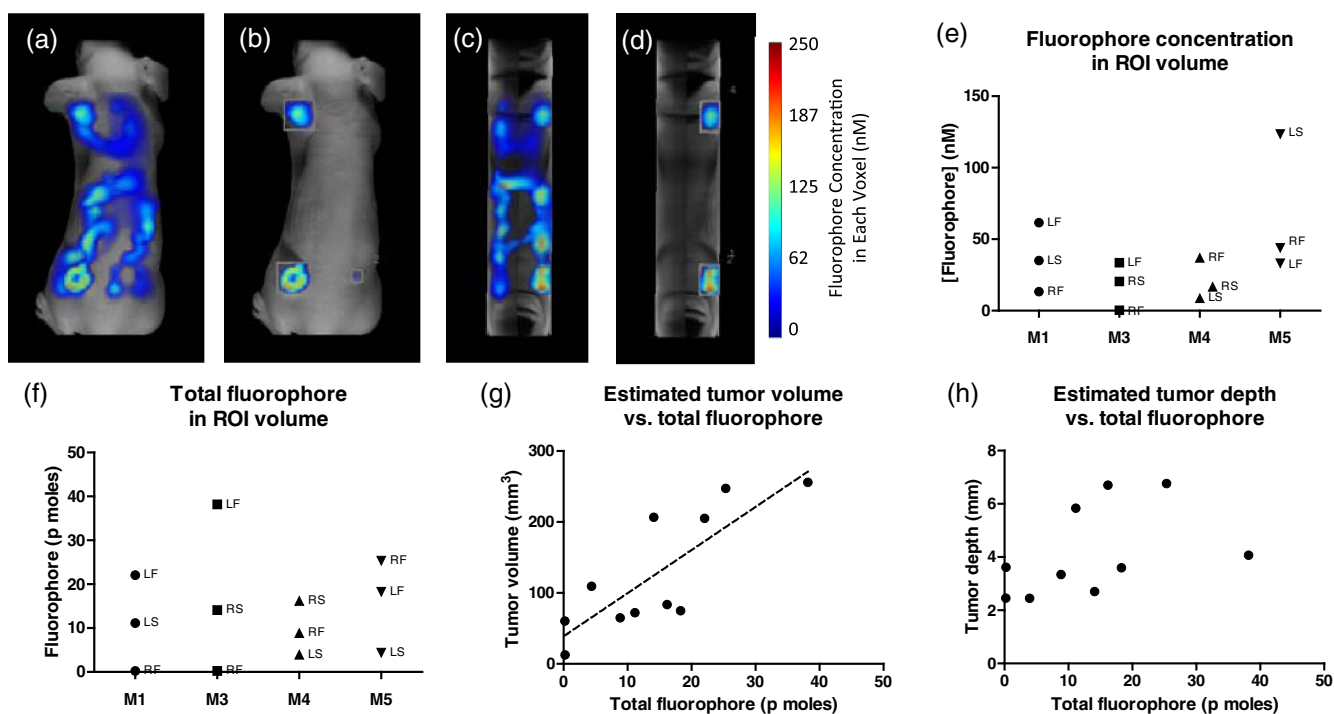 (a)
(b)
(c)
(d)
250
187
125
62
0
Fluorophore Concentration
in Each Voxel (nM)
(e)
Fluorophore concentration
in ROI volume
[Fluorophore] (nM)
150
100
50
0
LF
LS
RF
LF
RS
RF
RF
RS
LS
LS
RF
LF
M1
M3
M4
M5
(f)
Total fluorophore
in ROI volume
Fluorophore (p moles)
50
40
30
20
10
0
LF
LS
RF
LF
RS
RF
RS
RF
LS
RF
LF
LS
M1
M3
M4
M5
(g)
Estimated tumor volume
vs. total fluorophore
Tumor volume (mm³)
300
200
100
0
0
10
20
30
40
50
Total fluorophore (p moles)
(h)
Estimated tumor depth
vs. total fluorophore
Tumor depth (mm)
8
6
4
2
0
0
10
20
30
40
50
Total fluorophore (p moles)